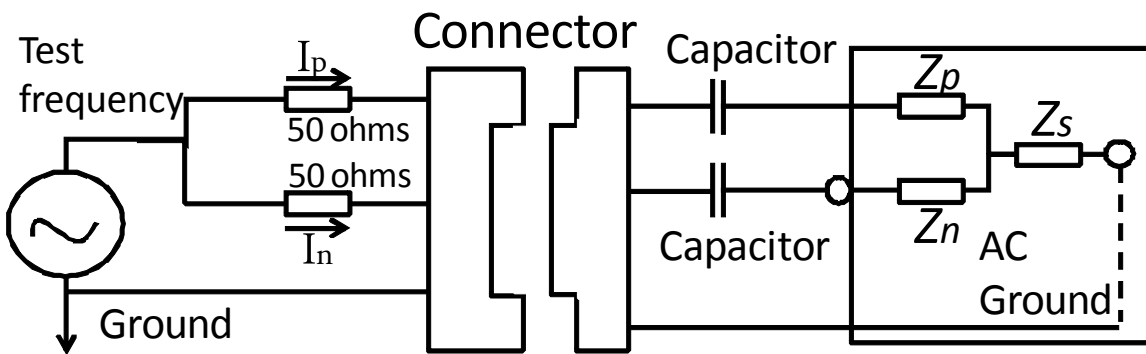 Test
frequency
Ip
50 ohms
50 ohms
In
Ground
Connector
Capacitor
Capacitor
Zp
Zn
Zs
AC
Ground